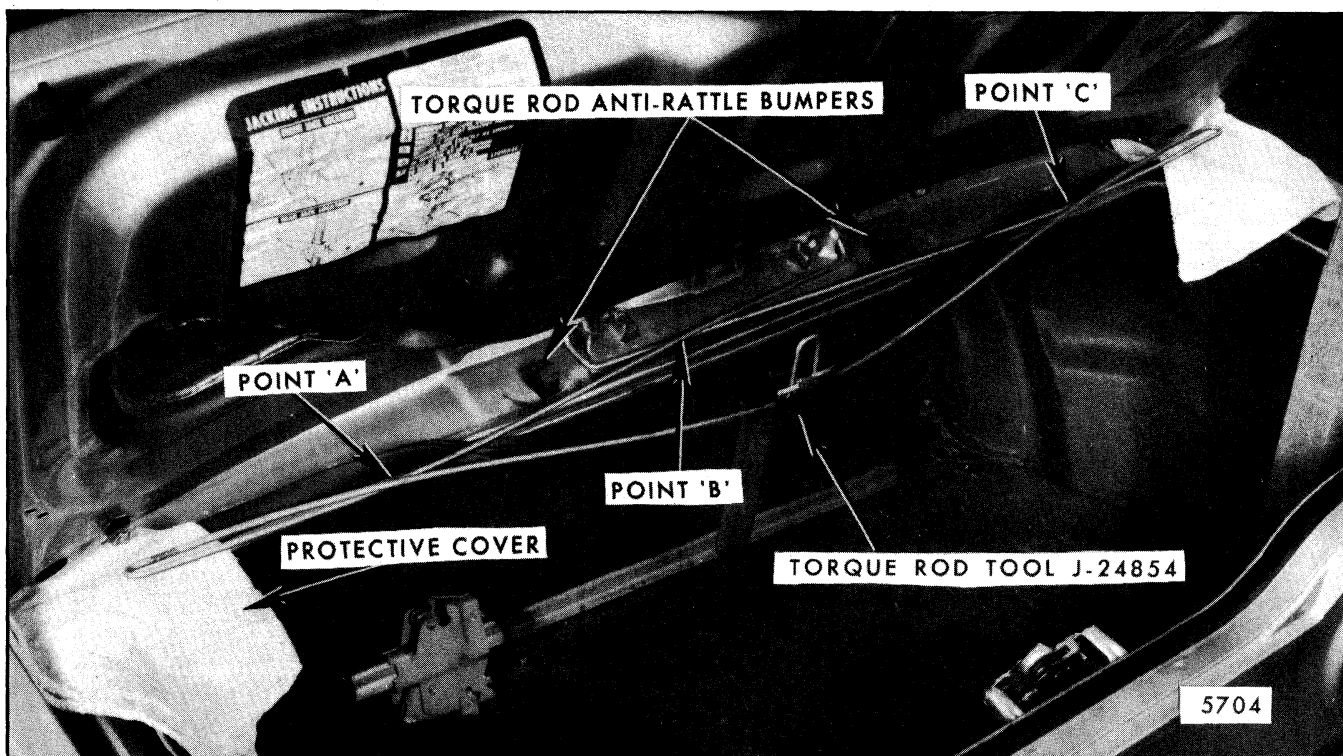 JACKING INSTRUCTIONS
TORQUE ROD ANTI-RATTLE BUMPERS
POINT 'C'
POINT 'A'
POINT 'B'
PROTECTIVE COVER
TORQUE ROD TOOL J-24854
5704